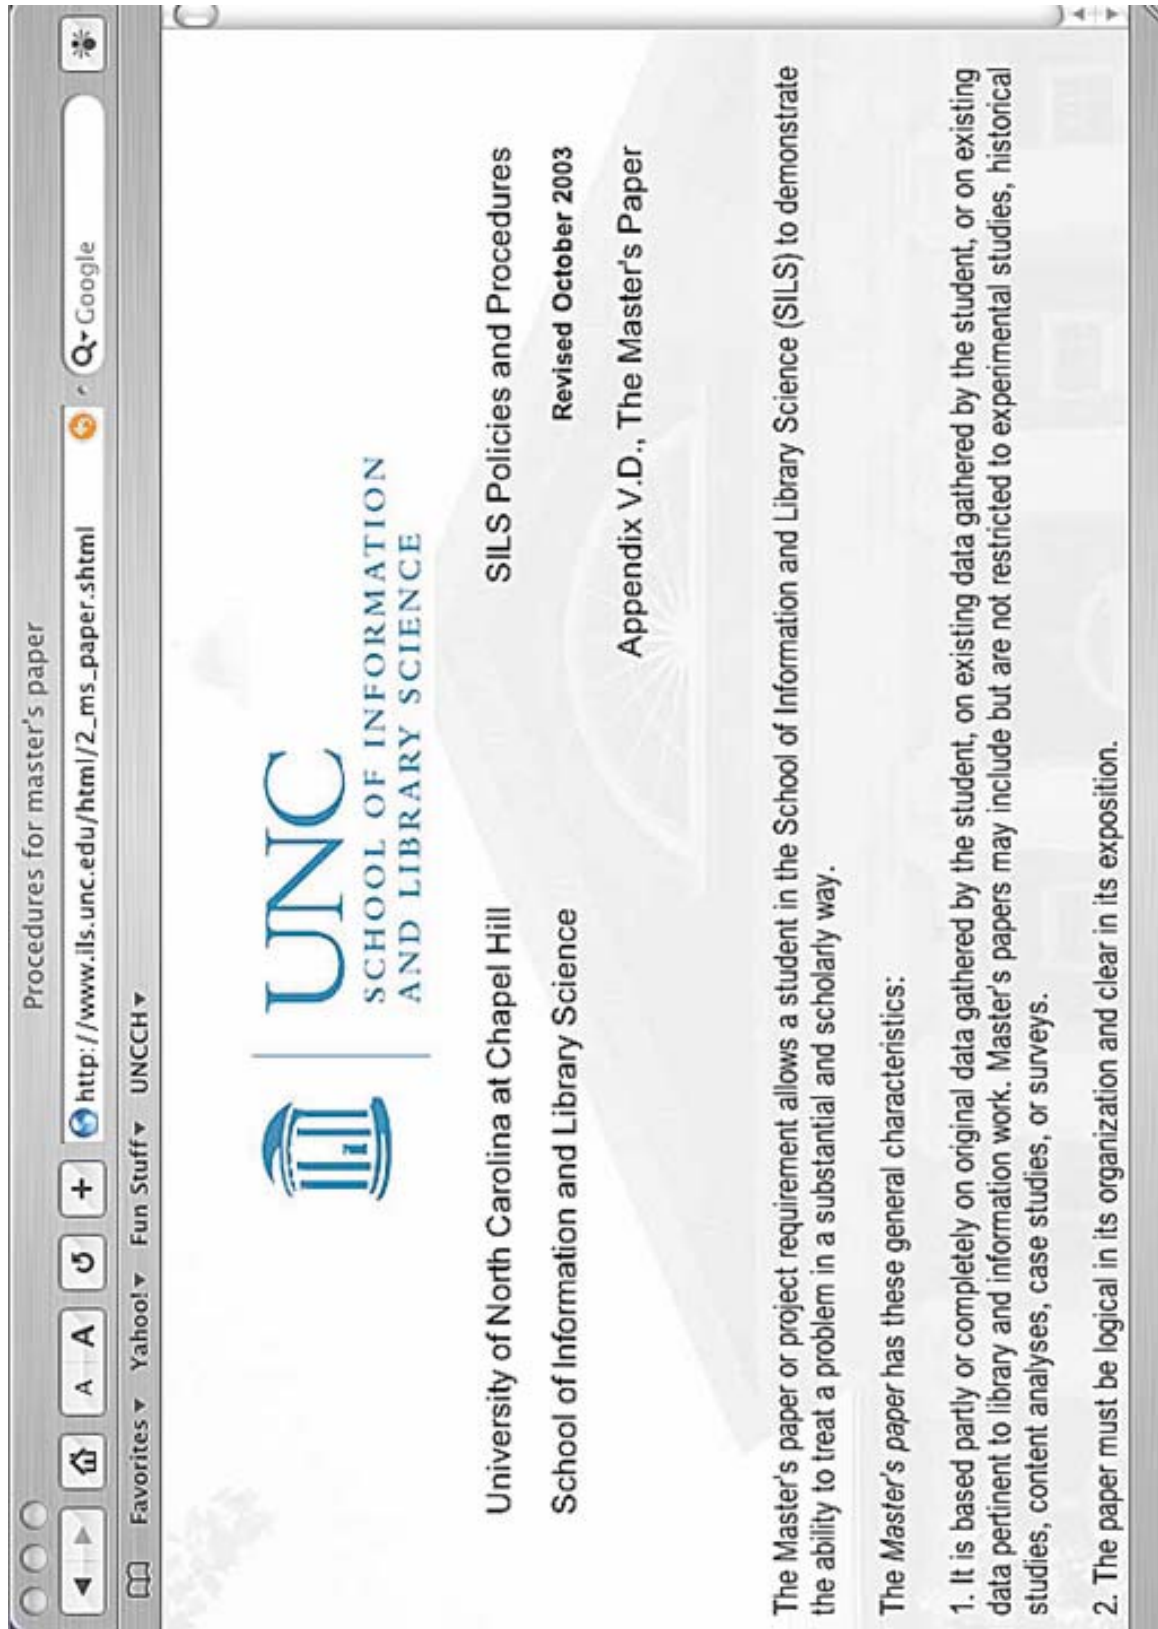 Procedures for master's paper
A A http://www.ils.unc.edu/html/2_ms_paper.shtml Google
Favorites Yahoo! Fun Stuff UNCCH
UNC
SCHOOL OF INFORMATION
AND LIBRARY SCIENCE
University of North Carolina at Chapel Hill SILS Policies and Procedures
School of Information and Library Science Revised October 2003
Appendix V.D., The Master's Paper
The Master's paper or project requirement allows a student in the School of Information and Library Science (SILS) to demonstrate
the ability to treat a problem in a substantial and scholarly way.
The Master's paper has these general characteristics:
1. It is based partly or completely on original data gathered by the student, on existing data gathered by the student, or on existing
data pertinent to library and information work. Master's papers may include but are not restricted to experimental studies, historical
studies, content analyses, case studies, or surveys.
2. The paper must be logical in its organization and clear in its exposition.